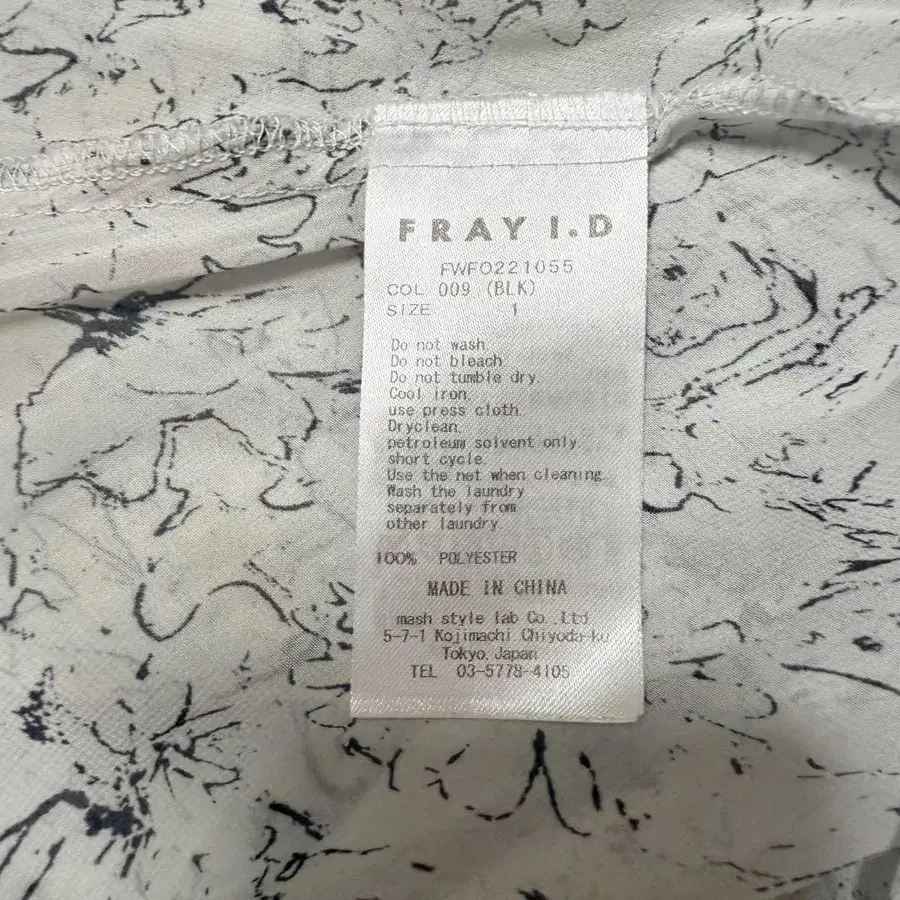 FRAY I.D
FWFO221055
COL 009 (BLK)
SIZE 1
Do not wash.
Do not bleach
Do not tumble dry.
Cool iron.
use press cloth.
Dryclean.
petroleum solvent only
short cycle.
Use the net when cleaning.
Wash the laundry
separately from
other laundry.
100% POLYESTER
MADE IN CHINA
mash style lab Co.,Ltd
5-7-1 Kojimachi Chiyoda-ku
Tokyo, Japan
TEL 03-5778-4105